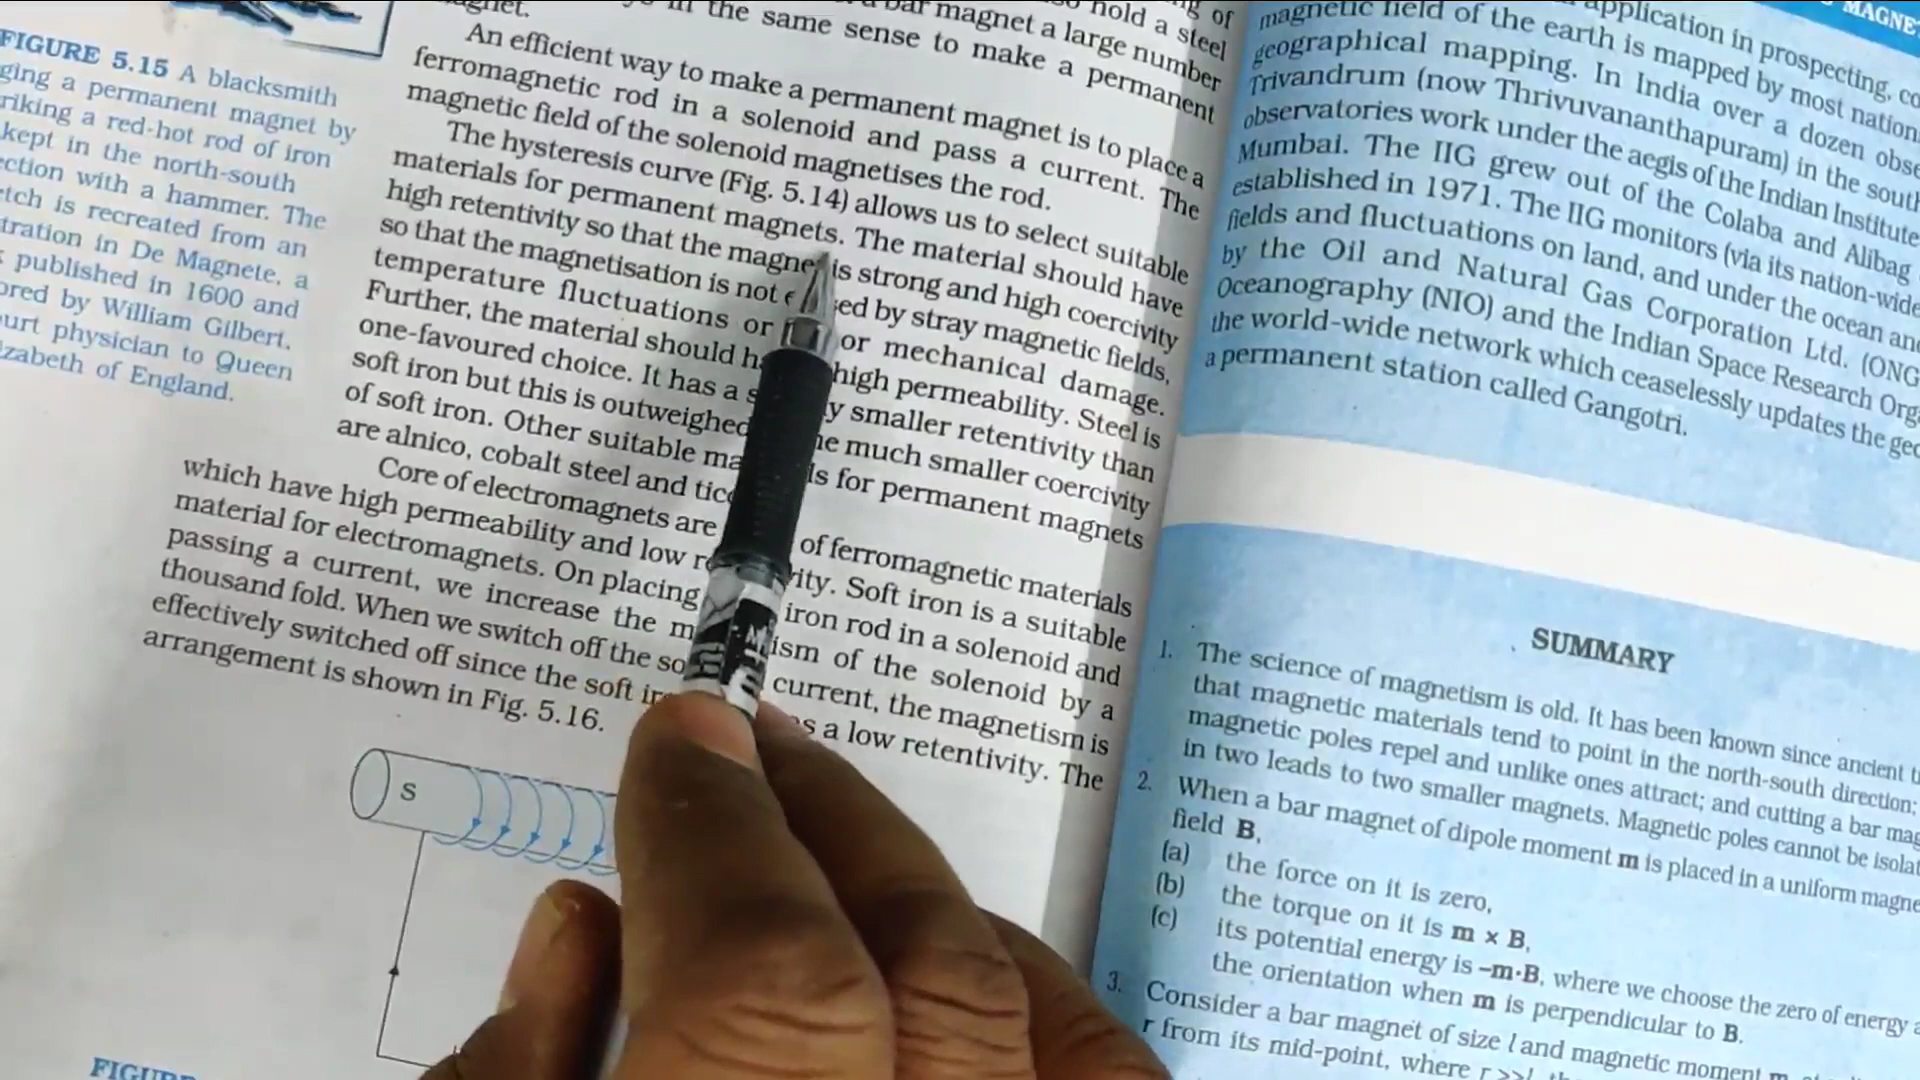 FIGURE 5.15 A blacksmith
ging a permanent magnet by
riking a red-hot rod of iron
kept in the north-south
ction with a hammer. The
tch is recreated from an
tration in De Magnete, a
published in 1600 and
ored by William Gilbert,
urt physician to Queen
zabeth of England.
hold a steel
bar magnet a large number
in the same sense to make a permanent
An efficient way to make a permanent magnet is to place a
ferromagnetic rod in a solenoid and pass a current. The
magnetic field of the solenoid magnetises the rod.
The hysteresis curve (Fig. 5.14) allows us to select suitable
materials for permanent magnets. The material should have
high retentivity so that the magnet is strong and high coercivity
so that the magnetisation is not by stray magnetic fields,
temperature fluctuations or or mechanical damage.
Further, the material should high permeability. Steel is
one-favoured choice. It has a smaller retentivity than
soft iron but this is outweighed much smaller coercivity
of soft iron. Other suitable for permanent magnets
are alnico, cobalt steel and
Core of electromagnets are of ferromagnetic materials
which have high permeability and low Soft iron is a suitable
material for electromagnets. On placing iron rod in a solenoid and
passing a current, we increase the of the solenoid by a
thousand fold. When we switch off the current, the magnetism is
effectively switched off since the soft a low retentivity. The
arrangement is shown in Fig. 5.16.
S
FIGURE
MAGNE
application in prospecting,
magnetic field of the earth is mapped by most nation
geographical mapping. In India over a dozen obse
Trivandrum (now Thrivuvananthapuram) in the south
observatories work under the aegis of the Indian Institute
Mumbai. The IIG grew out of the Colaba and Alibag
established in 1971. The IIG monitors (via its nation-wide
fields and fluctuations on land, and under the ocean an
by the Oil and Natural Gas Corporation Ltd. (ONG
Oceanography (NIO) and the Indian Space Research Org
the world-wide network which ceaselessly updates the geo
a permanent station called Gangotri.
SUMMARY
1. The science of magnetism is old. It has been known since ancient t
that magnetic materials tend to point in the north-south direction;
magnetic poles repel and unlike ones attract; and cutting a bar mag
in two leads to two smaller magnets. Magnetic poles cannot be isolat
2. When a bar magnet of dipole moment m is placed in a uniform magne
field B,
(a) the force on it is zero,
(b) the torque on it is m × B,
(c) its potential energy is –m·B, where we choose the zero of energy a
the orientation when m is perpendicular to B.
3. Consider a bar magnet of size l and magnetic moment m
r from its mid-point, where r >>l